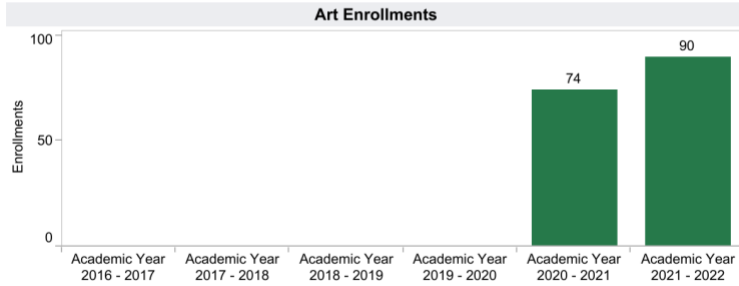 Art Enrollments
100
90
74
Enrollments
50
0
Academic Year Academic Year Academic Year Academic Year Academic Year Academic Year
2016 - 2017 2017 - 2018 2018 - 2019 2019 - 2020 2020 - 2021 2021 - 2022